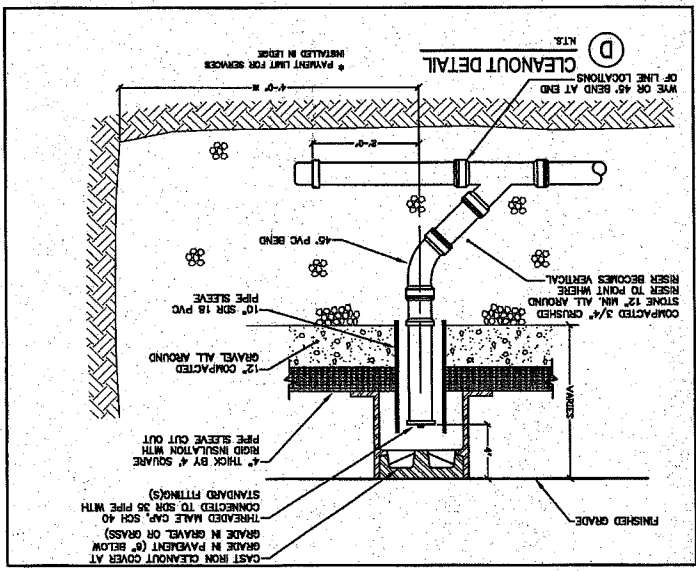 FINISHED GRADE
CAST IRON CLEANOUT COVER AT
GRADE IN PAVEMENT (6" BELOW
GRADE IN GRAVEL OR GRASS)
THREADED MALE CAP, SCH 40
CONNECTED TO SDR 35 PIPE WITH
STANDARD FITTING(S)
4" THICK BY 4' SQUARE
RIGID INSULATION WITH
PIPE SLEEVE CUT OUT
12" COMPACTED
GRAVEL ALL AROUND
10" SDR 18 PVC
PIPE SLEEVE
VARIES
4"
COMPACTED 3/4" CRUSHED
STONE 12" MIN. ALL AROUND
RISER TO POINT WHERE
RISER BECOMES VERTICAL
45° PVC BEND
2'-0"
4'-0" *
WYE OR 45° BEND AT END
OF LINE LOCATIONS
* PAYMENT LIMIT FOR SERVICES
INSTALLED IN LEDGE
D
CLEANOUT DETAIL
N.T.S.